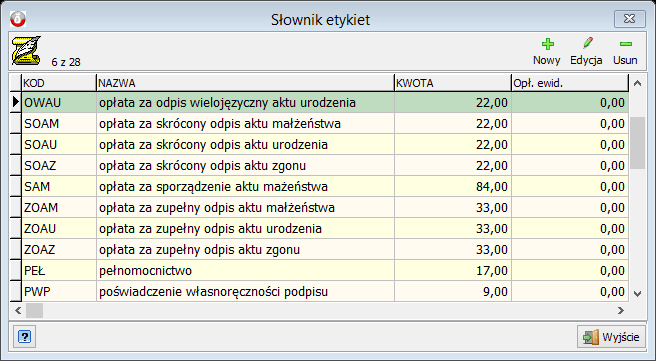 Słownik etykiet
6 z 28
Nowy Edycja Usun
KOD NAZWA KWOTA Opł. ewid.
OWAU opłata za odpis wielojęzyczny aktu urodzenia 22,00 0,00
SOAM opłata za skrócony odpis aktu małżeństwa 22,00 0,00
SOAU opłata za skrócony odpis aktu urodzenia 22,00 0,00
SOAZ opłata za skrócony odpis aktu zgonu 22,00 0,00
SAM opłata za sporządzenie aktu mażeństwa 84,00 0,00
ZOAM opłata za zupełny odpis aktu małżeństwa 33,00 0,00
ZOAU opłata za zupełny odpis aktu urodzenia 33,00 0,00
ZOAZ opłata za zupełny odpis aktu zgonu 33,00 0,00
PEŁ pełnomocnictwo 17,00 0,00
PWP poświadczenie własnoręczności podpisu 9,00 0,00
? Wyjście